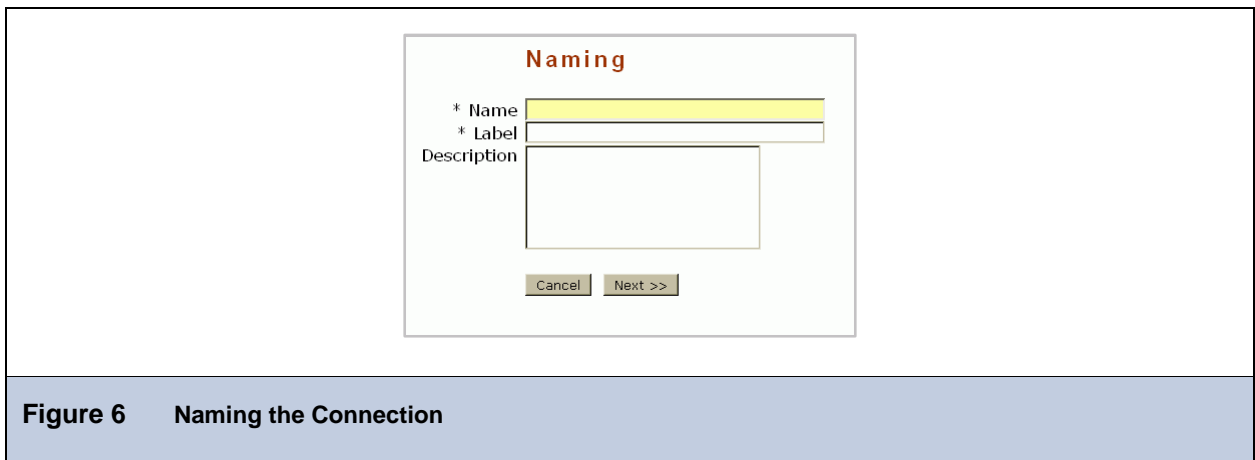 Naming
* Name
* Label
Description
Cancel Next >>
Figure 6 Naming the Connection